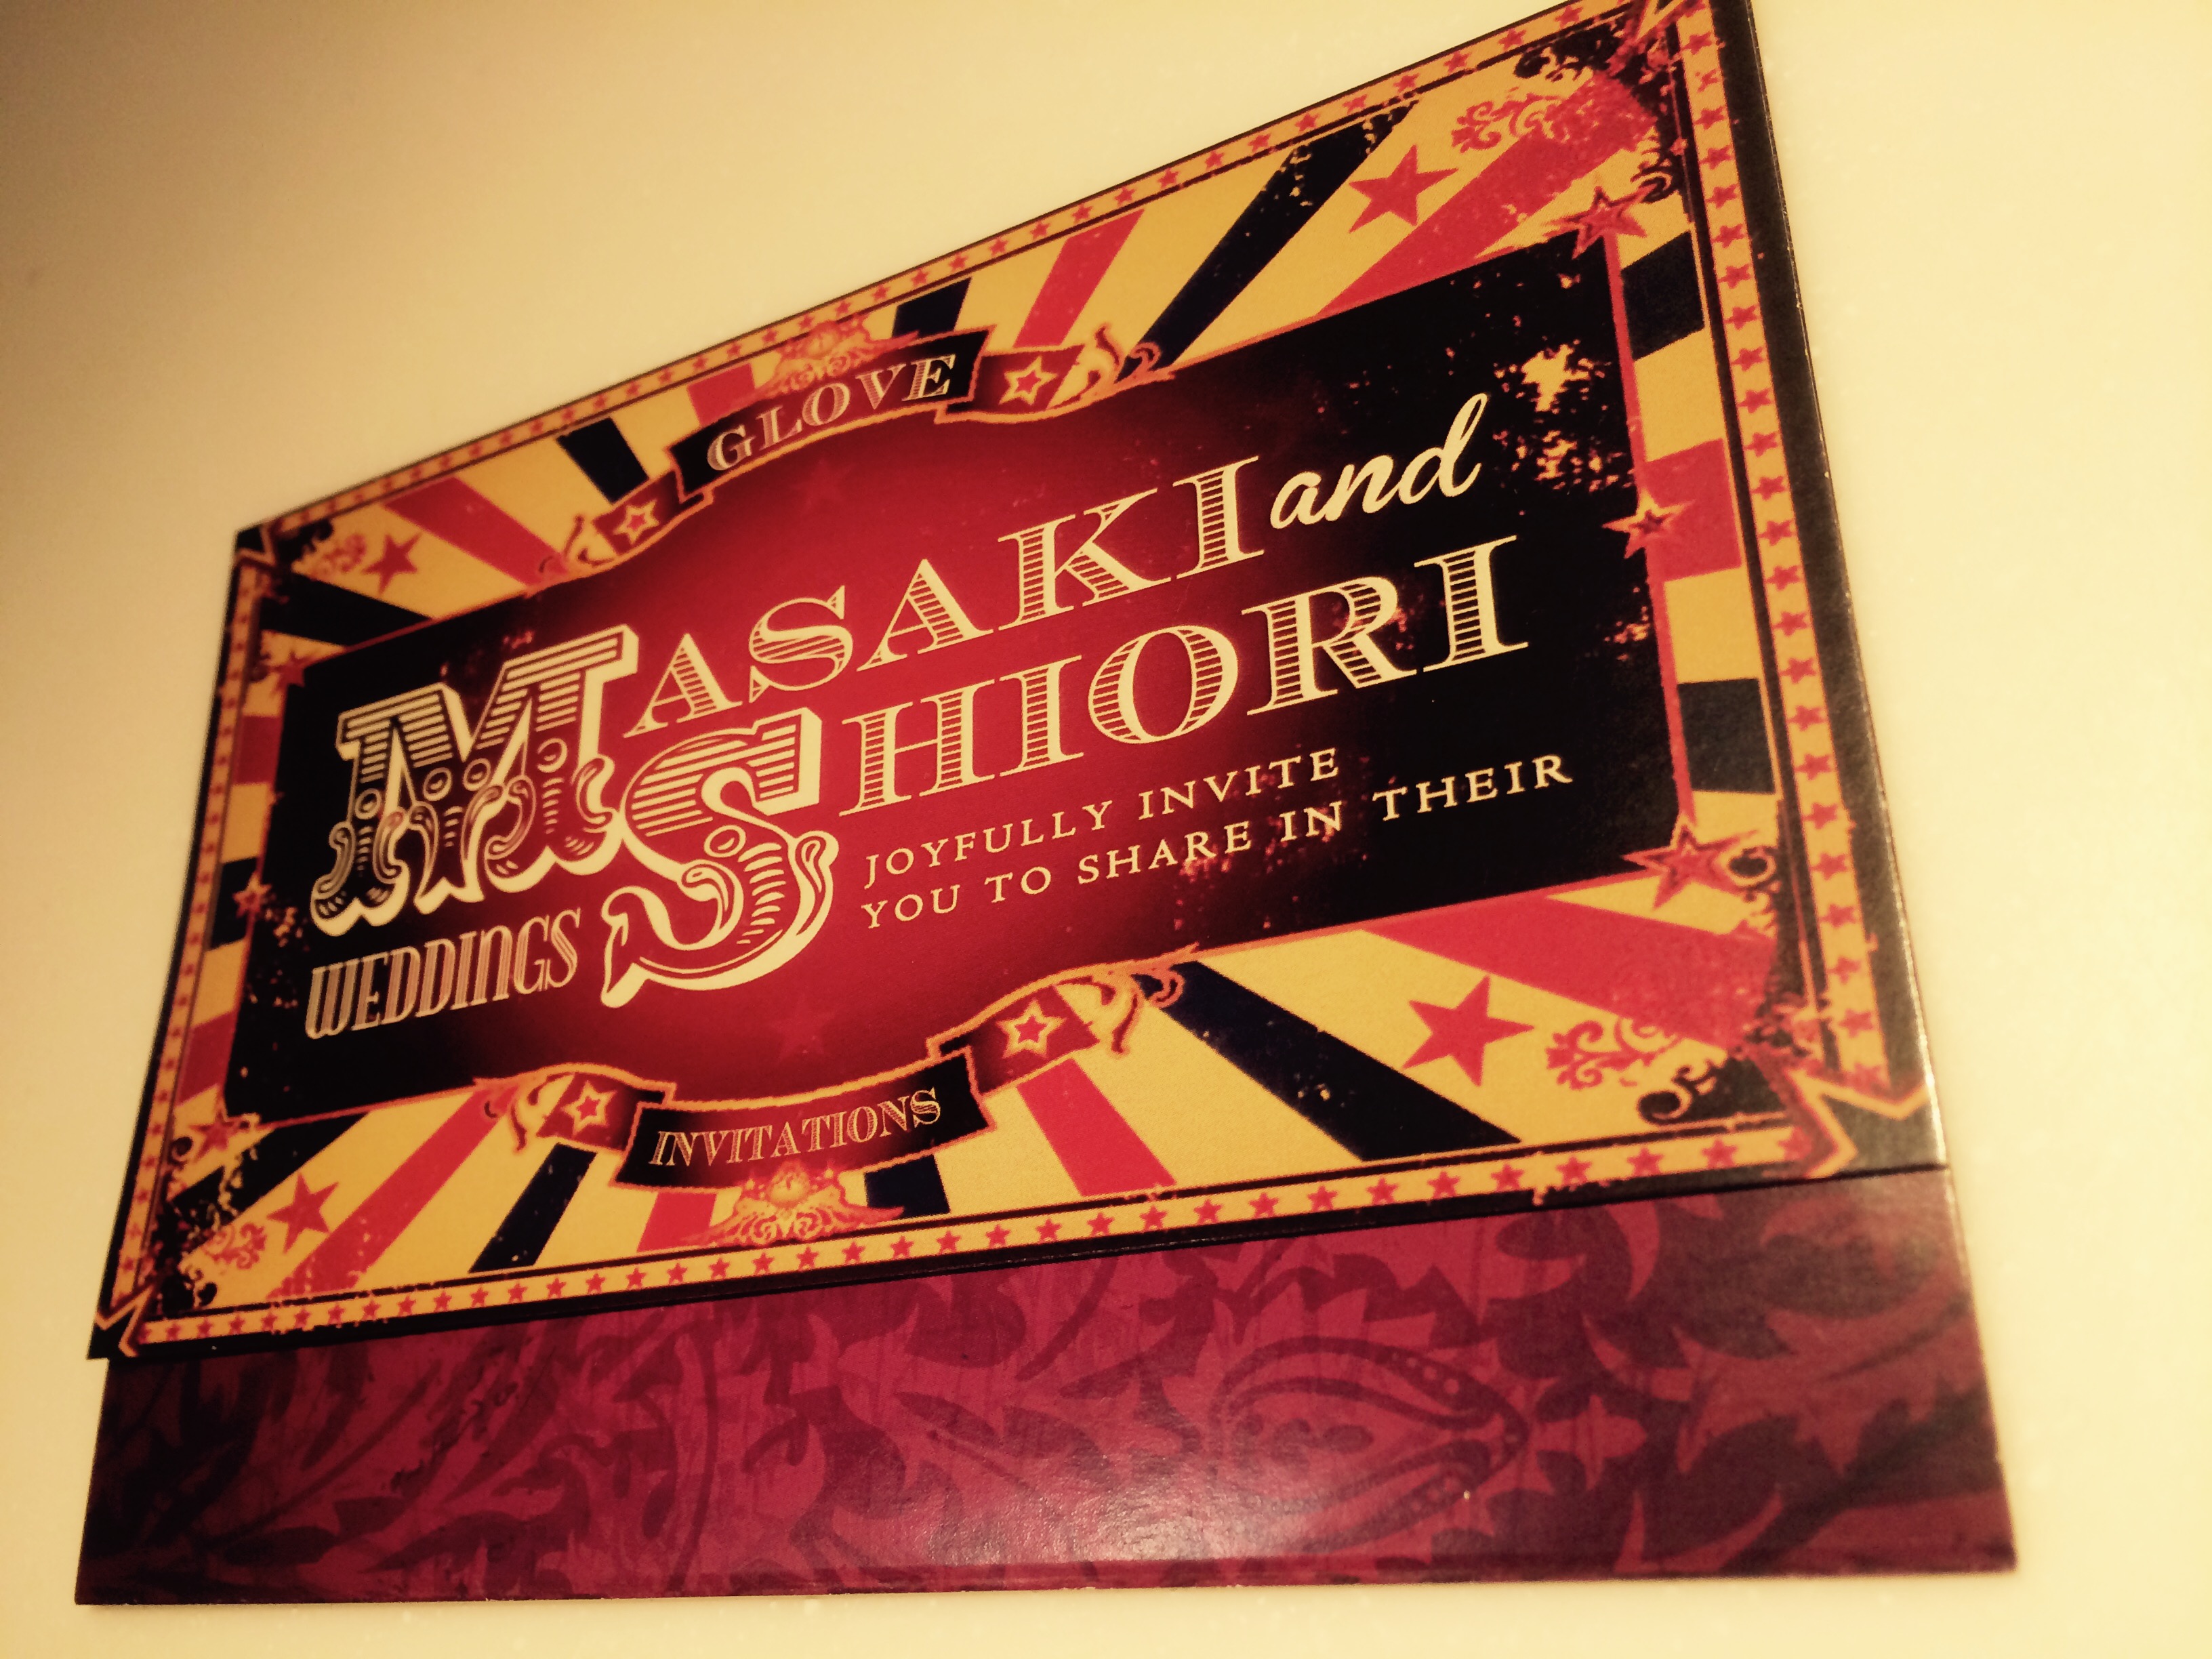 GLOVE
MASAKI and
SHIORI
JOYFULLY INVITE
YOU TO SHARE IN THEIR
WEDDINGS
INVITATIONS